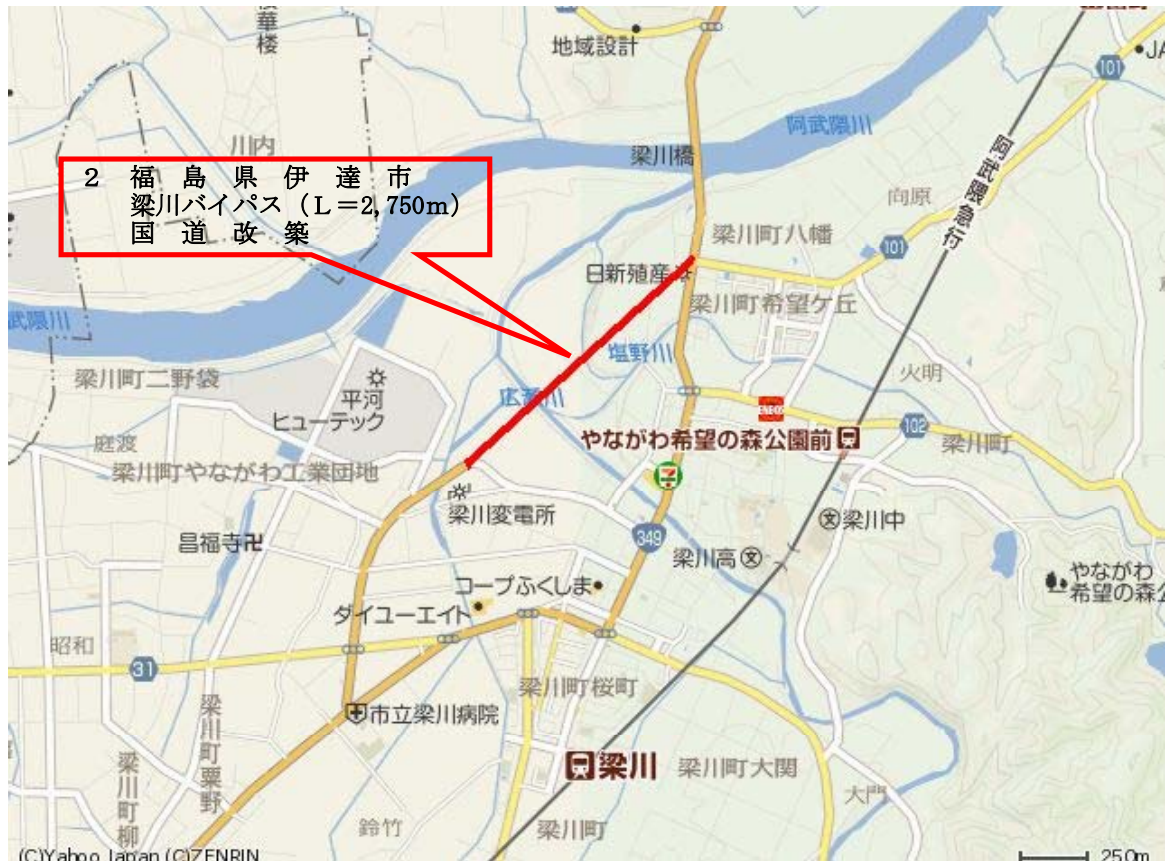 地域設計
101
阿武隈川
川内
梁川橋
2 福島県伊達市
梁川バイパス（L＝2,750m）
国道改築
向原
阿武隈急行
梁川町八幡
101
日新殖産
梁川町希望ケ丘
武隈川
塩野川
火明
梁川町二野袋
平河
ヒューテック
102
やながわ希望の森公園前
梁川町
庭渡
梁川町やながわ工業団地
梁川変電所
349
梁川中
昌福寺
梁川高
やながわ
希望の森公
コープふくしま
ダイユーエイト
昭和
31
梁川町桜町
市立梁川病院
梁川町粟野
梁川
梁川町大関
梁川町柳
大門
鈴竹
梁川町
(C)Yahoo Japan (C)ZENRIN
250m
ENEOS
7
JA